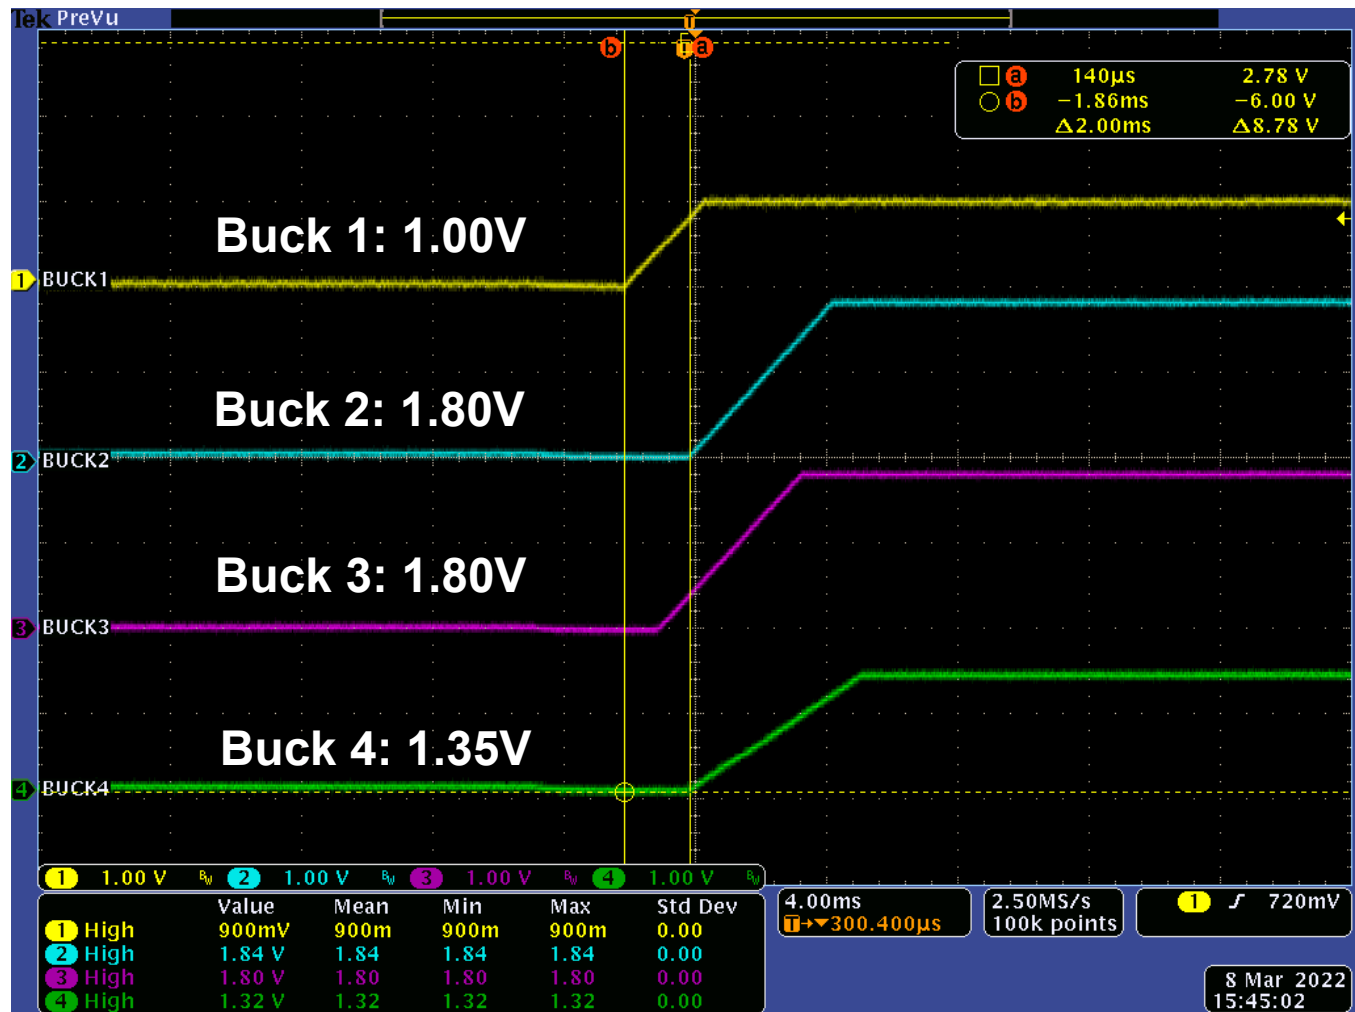 Tek PreVu
T
b T a
a 140µs 2.78 V
b −1.86ms −6.00 V
Δ2.00ms Δ8.78 V
Buck 1: 1.00V
1 BUCK1
Buck 2: 1.80V
2 BUCK2
Buck 3: 1.80V
3 BUCK3
Buck 4: 1.35V
4 BUCK4
1 1.00 V BW 2 1.00 V BW 3 1.00 V BW 4 1.00 V BW
Value Mean Min Max Std Dev
1 High 900mV 900m 900m 900m 0.00
2 High 1.84 V 1.84 1.84 1.84 0.00
3 High 1.80 V 1.80 1.80 1.80 0.00
4 High 1.32 V 1.32 1.32 1.32 0.00
4.00ms
T→▼300.400µs
2.50MS/s
100k points
1 ʃ 720mV
8 Mar 2022
15:45:02